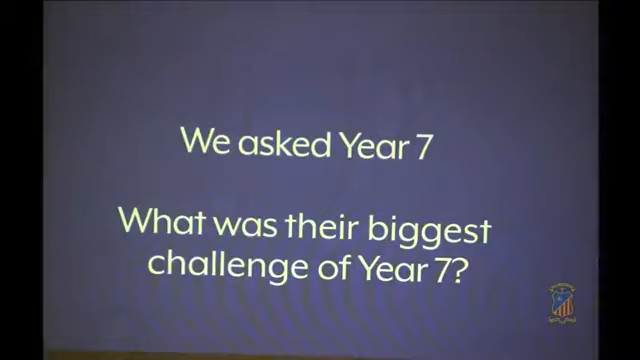 We asked Year 7
What was their biggest
challenge of Year 7?